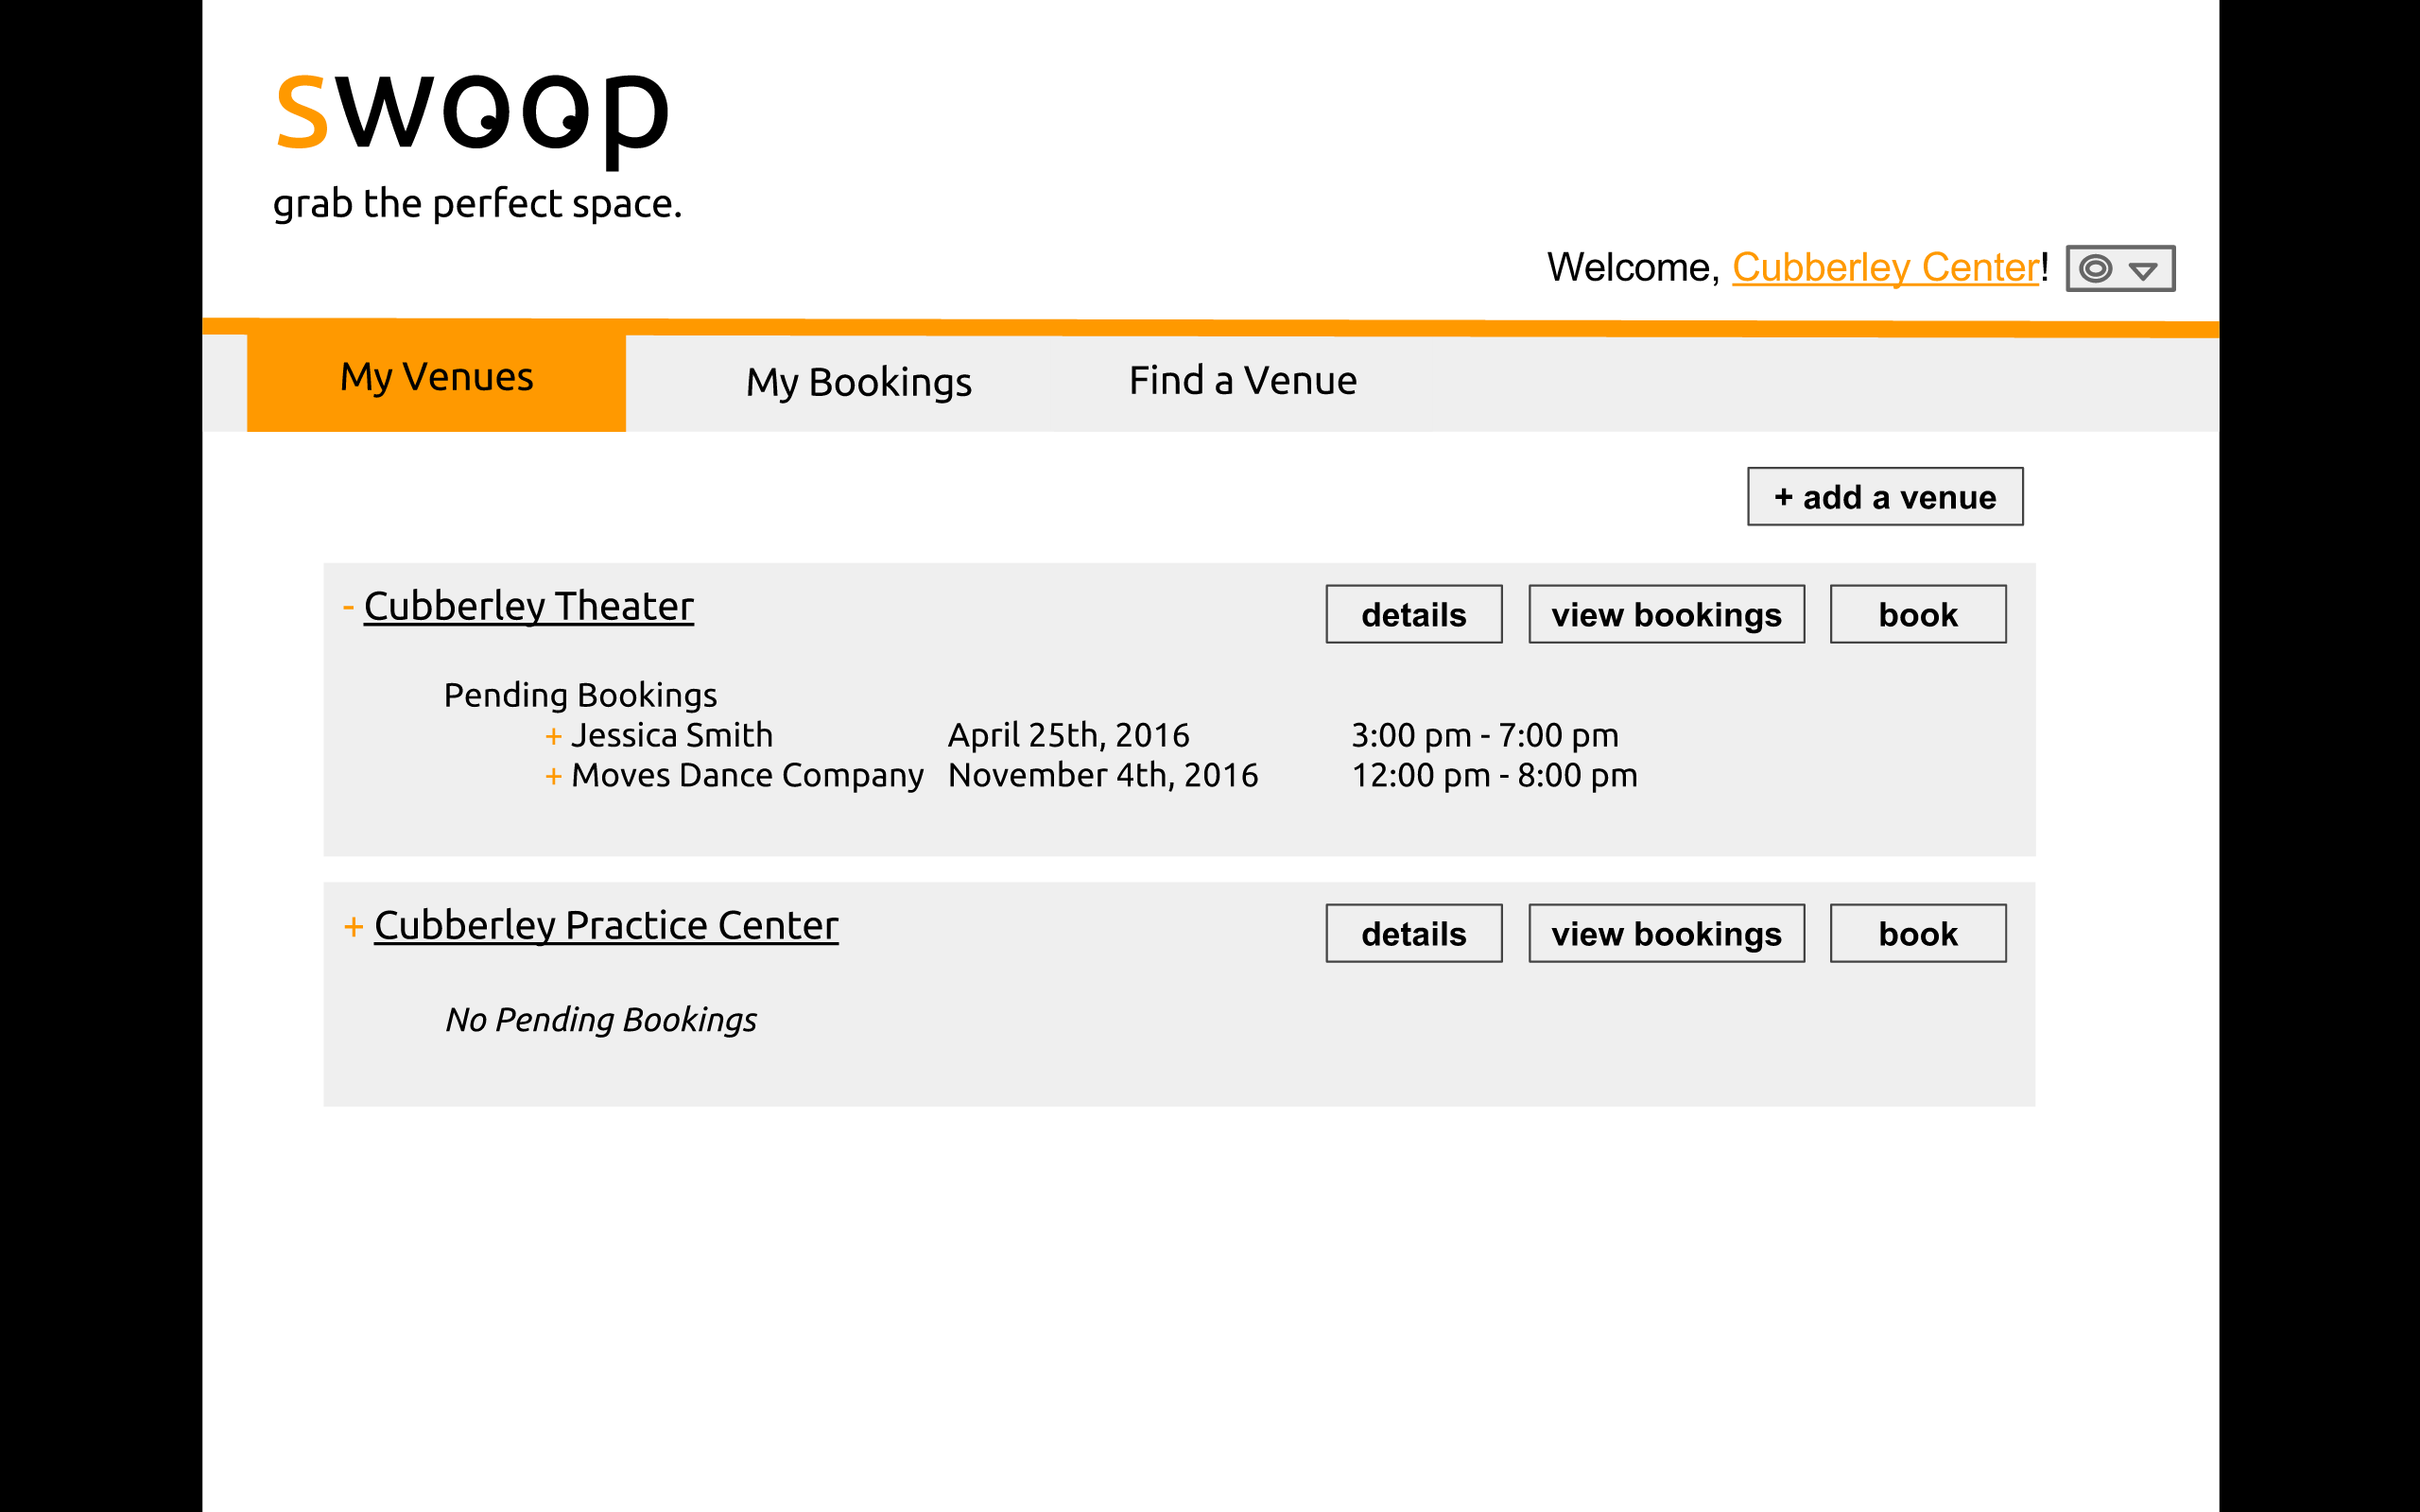 swoop
grab the perfect space.
Welcome, Cubberley Center!
My Venues My Bookings Find a Venue
+ add a venue
- Cubberley Theater details view bookings book
Pending Bookings
+ Jessica Smith April 25th, 2016 3:00 pm - 7:00 pm
+ Moves Dance Company November 4th, 2016 12:00 pm - 8:00 pm
+ Cubberley Practice Center details view bookings book
No Pending Bookings